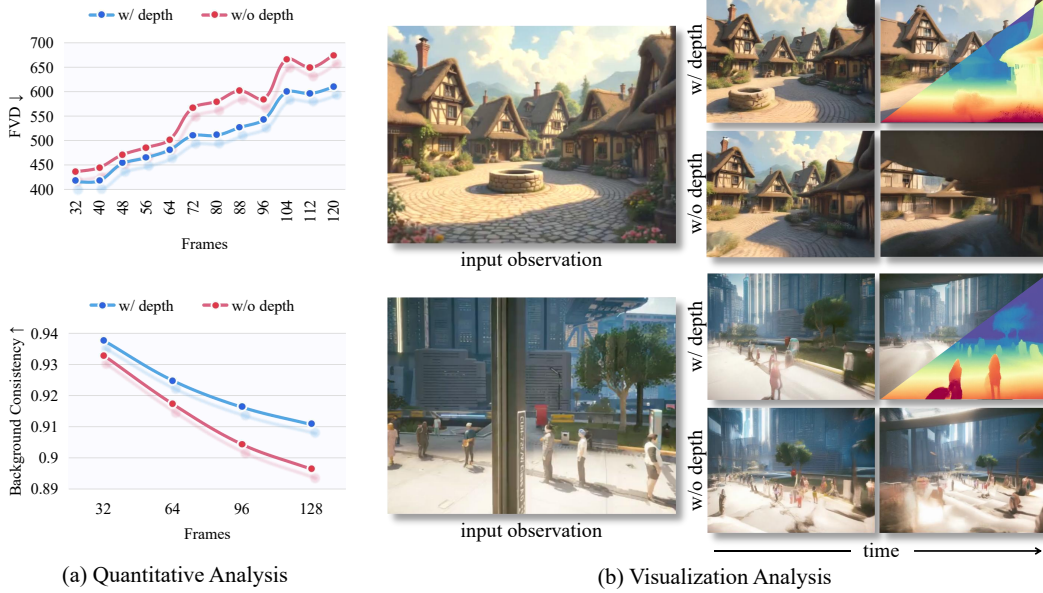 w/ depth w/o depth
FVD ↓
700
650
600
550
500
450
400
32 40 48 56 64 72 80 88 96 104 112 120
Frames
w/ depth w/o depth
Background Consistency ↑
0.94
0.93
0.92
0.91
0.9
0.89
32 64 96 128
Frames
(a) Quantitative Analysis
input observation
w/ depth
w/o depth
input observation
w/ depth
w/o depth
time
(b) Visualization Analysis